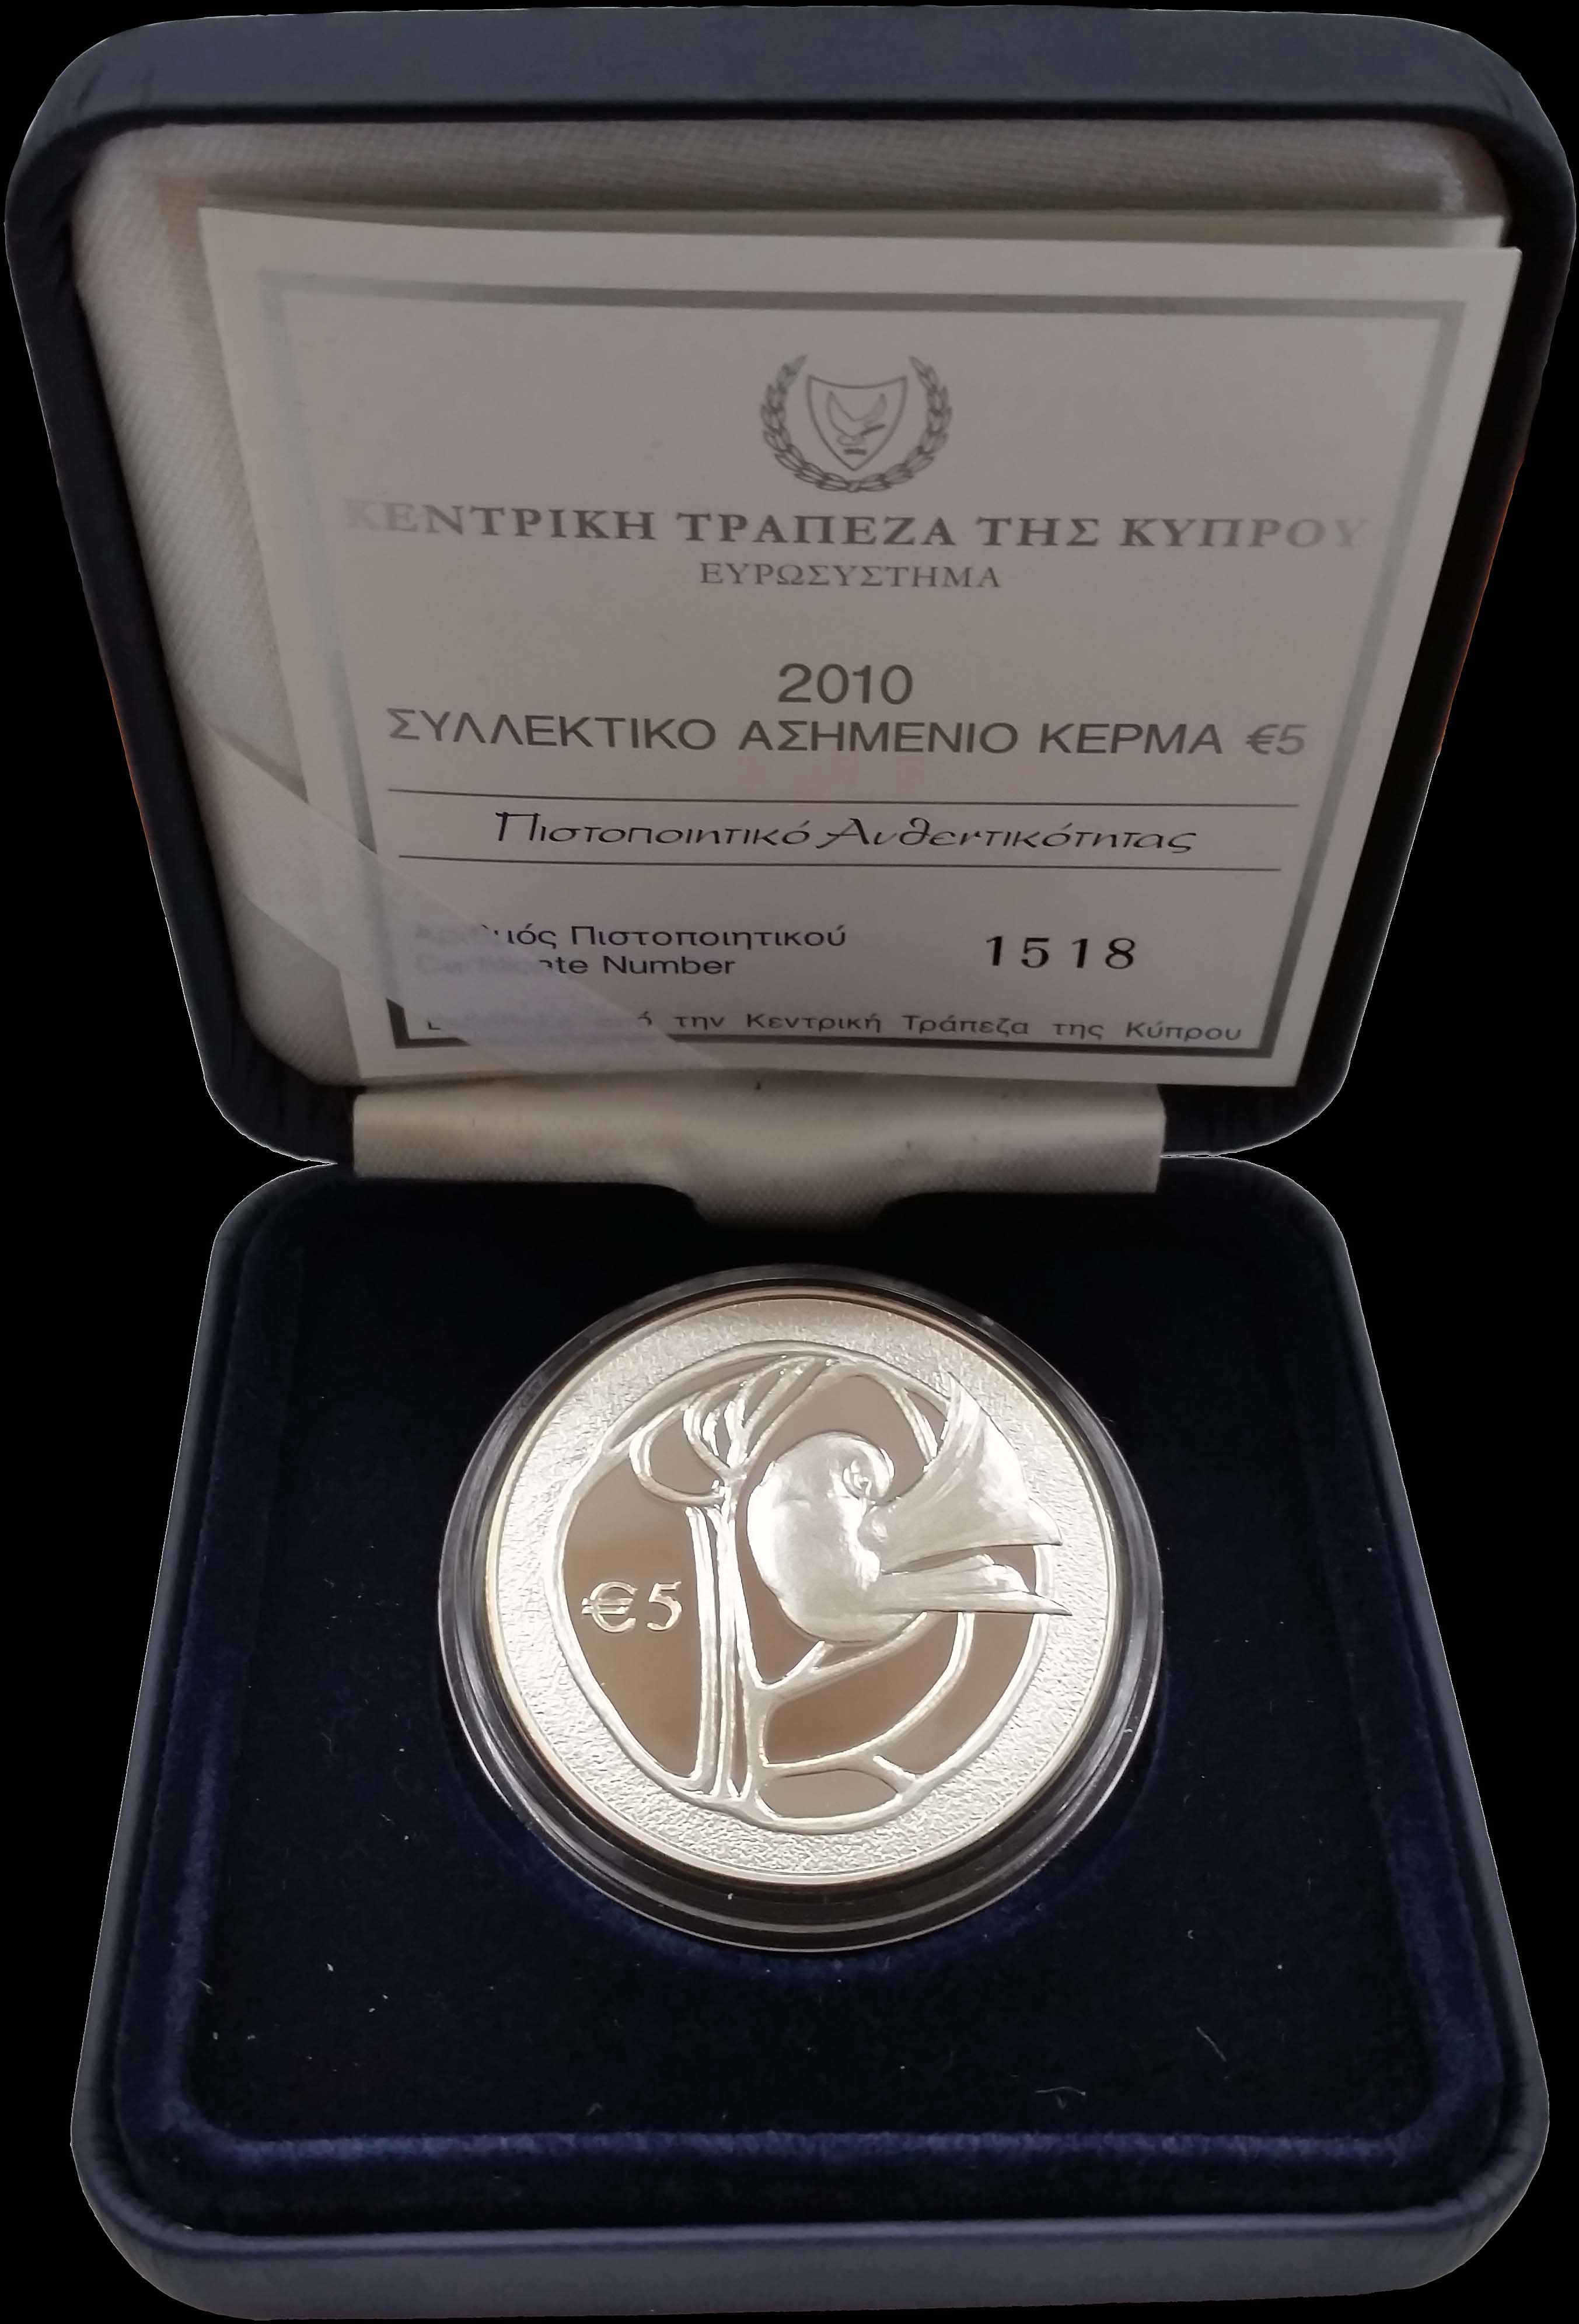 ΚΕΝΤΡΙΚΗ ΤΡΑΠΕΖΑ ΤΗΣ ΚΥΠΡΟΥ
ΕΥΡΩΣΥΣΤΗΜΑ
2010
ΣΥΛΛΕΚΤΙΚΟ ΑΣΗΜΕΝΙΟ ΚΕΡΜΑ €5
Πιστοποιητικό Αυθεντικότητας
Πιστοποιητικού 1518
Number
την Κεντρική Τράπεζα της Κύπρου
€5